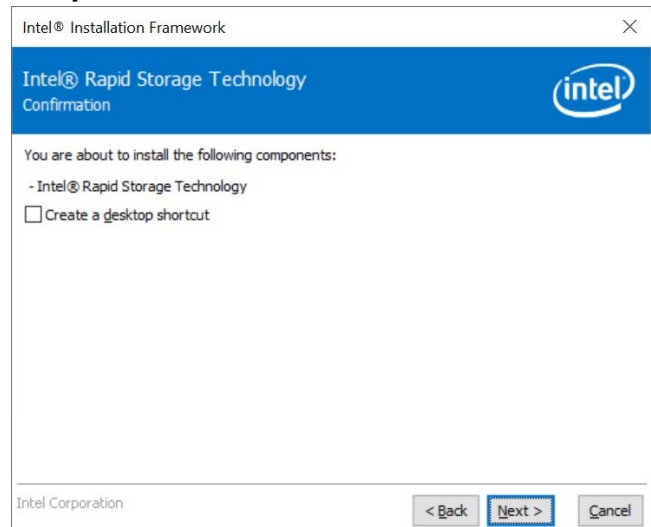 Intel® Installation Framework
Intel® Rapid Storage Technology
Confirmation
intel
You are about to install the following components:
- Intel® Rapid Storage Technology
Create a desktop shortcut
Intel Corporation
< Back Next > Cancel